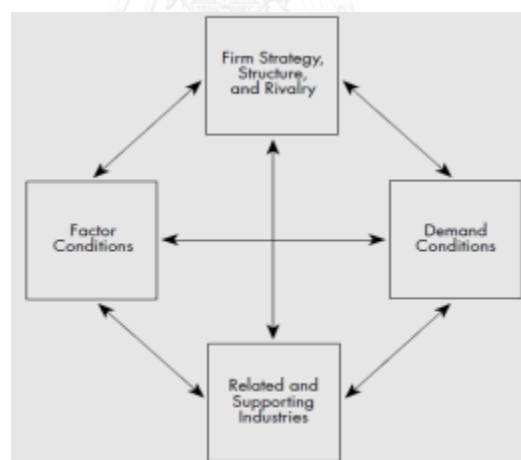 Firm Strategy,
Structure,
and Rivalry
Factor
Conditions
Demand
Conditions
Related and
Supporting
Industries